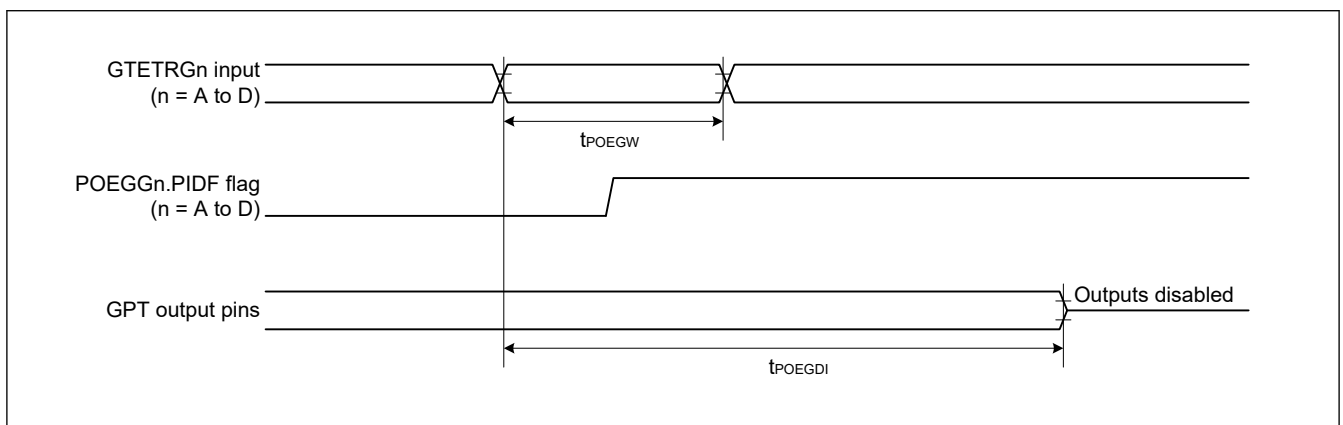 GTETRGn input
(n = A to D)
tPOEGW
POEGGn.PIDF flag
(n = A to D)
GPT output pins
Outputs disabled
tPOEGDI